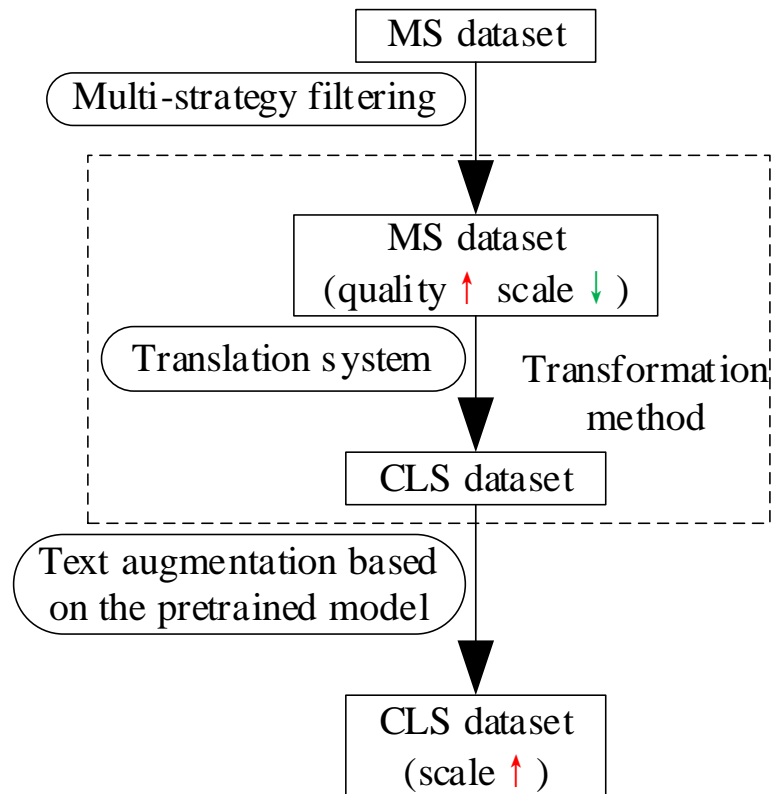 MS dataset
Multi-strategy filtering
MS dataset
(quality ↑ scale ↓)
Translation system
Transformation
method
CLS dataset
Text augmentation based
on the pretrained model
CLS dataset
(scale ↑)